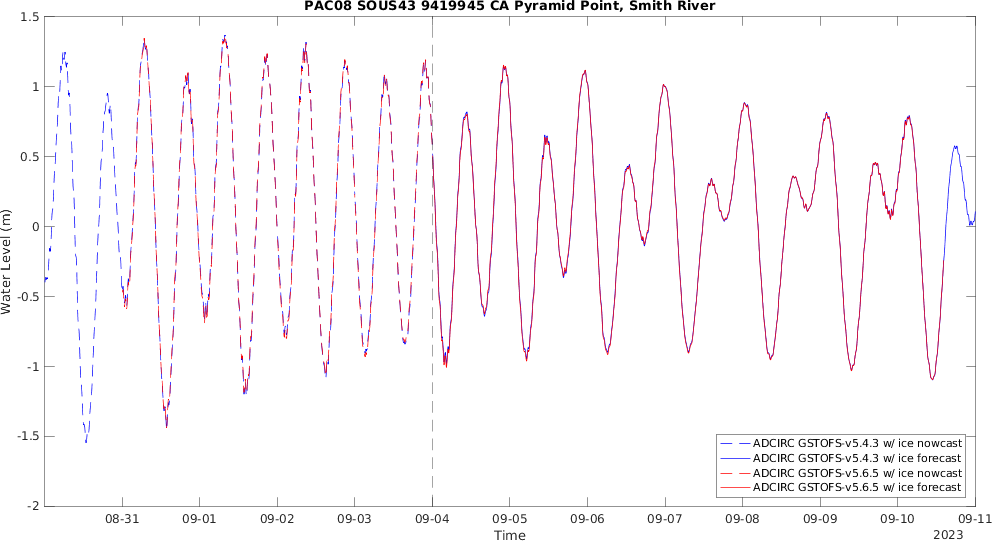 PAC08 SOUS43 9419945 CA Pyramid Point, Smith River
1.5
1
0.5
0
-0.5
-1
-1.5
-2
Water Level (m)
08-31 09-01 09-02 09-03 09-04 09-05 09-06 09-07 09-08 09-09 09-10 09-11
Time
2023
ADCIRC GSTOFS-v5.4.3 w/ ice nowcast
ADCIRC GSTOFS-v5.4.3 w/ ice forecast
ADCIRC GSTOFS-v5.6.5 w/ ice nowcast
ADCIRC GSTOFS-v5.6.5 w/ ice forecast